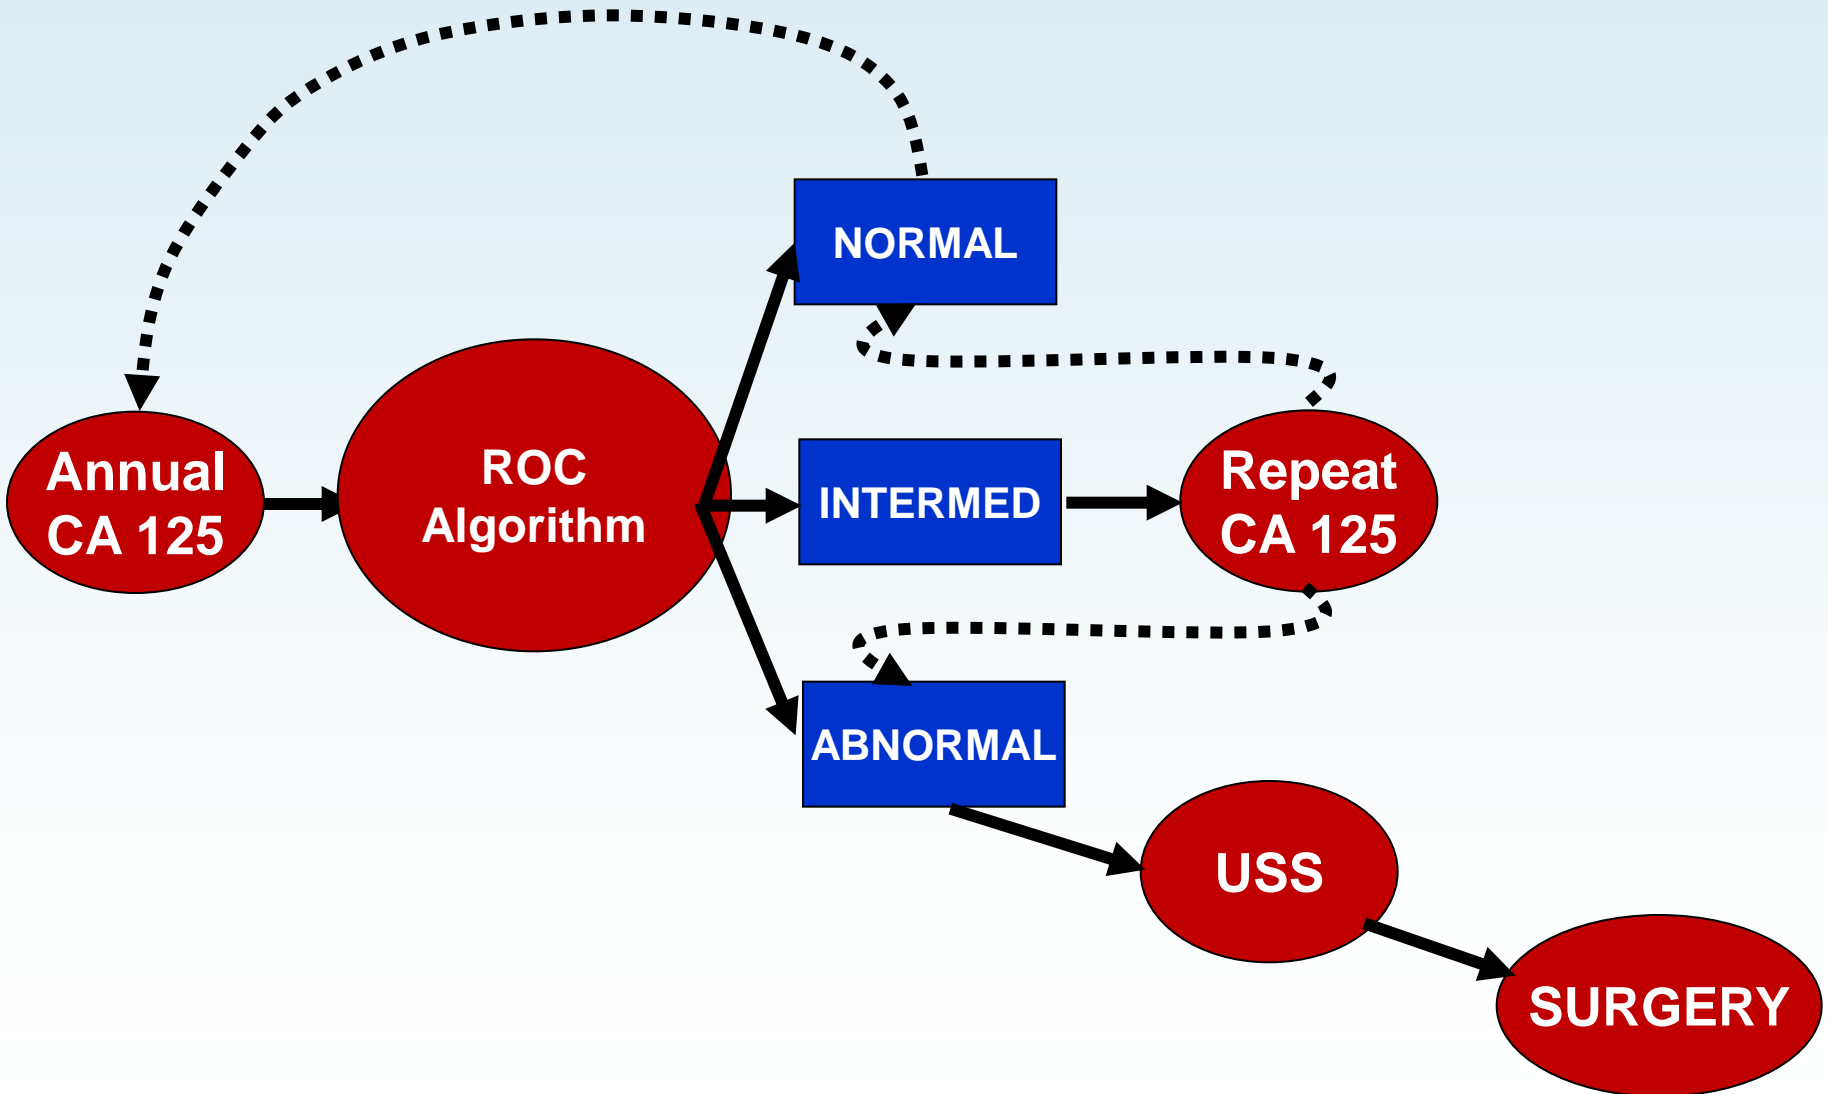 NORMAL
Annual
CA 125
ROC
Algorithm
INTERMED
Repeat
CA 125
ABNORMAL
USS
SURGERY